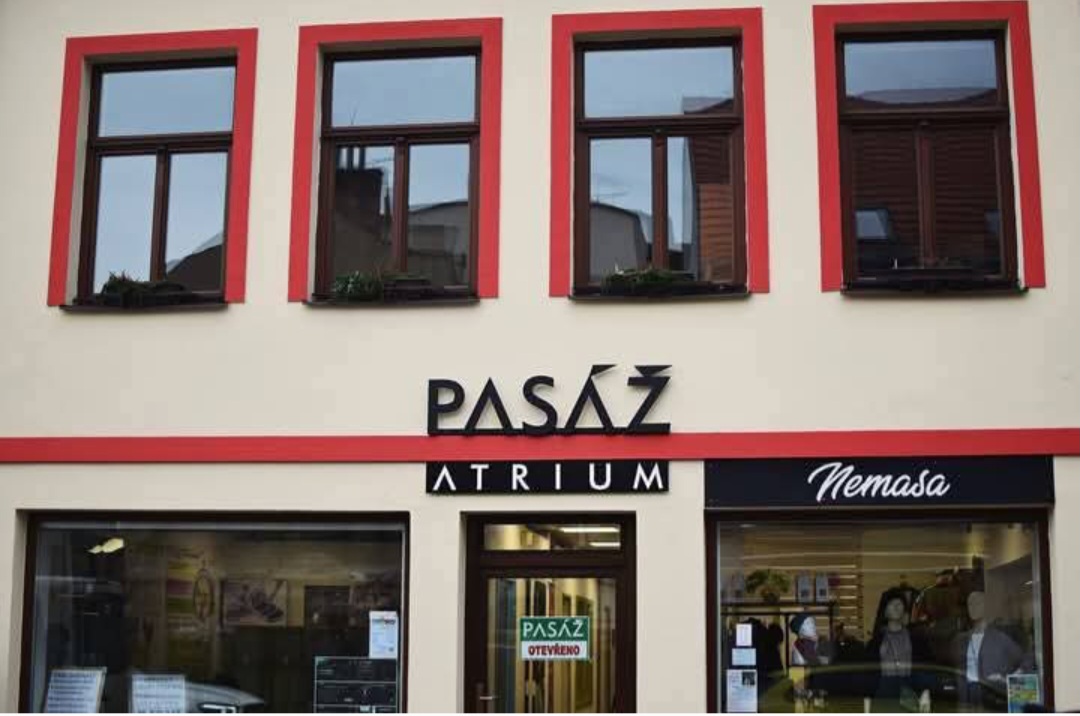 PASÁŽ
ATRIUM
Nemasa
PASÁŽ
OTEVŘENO